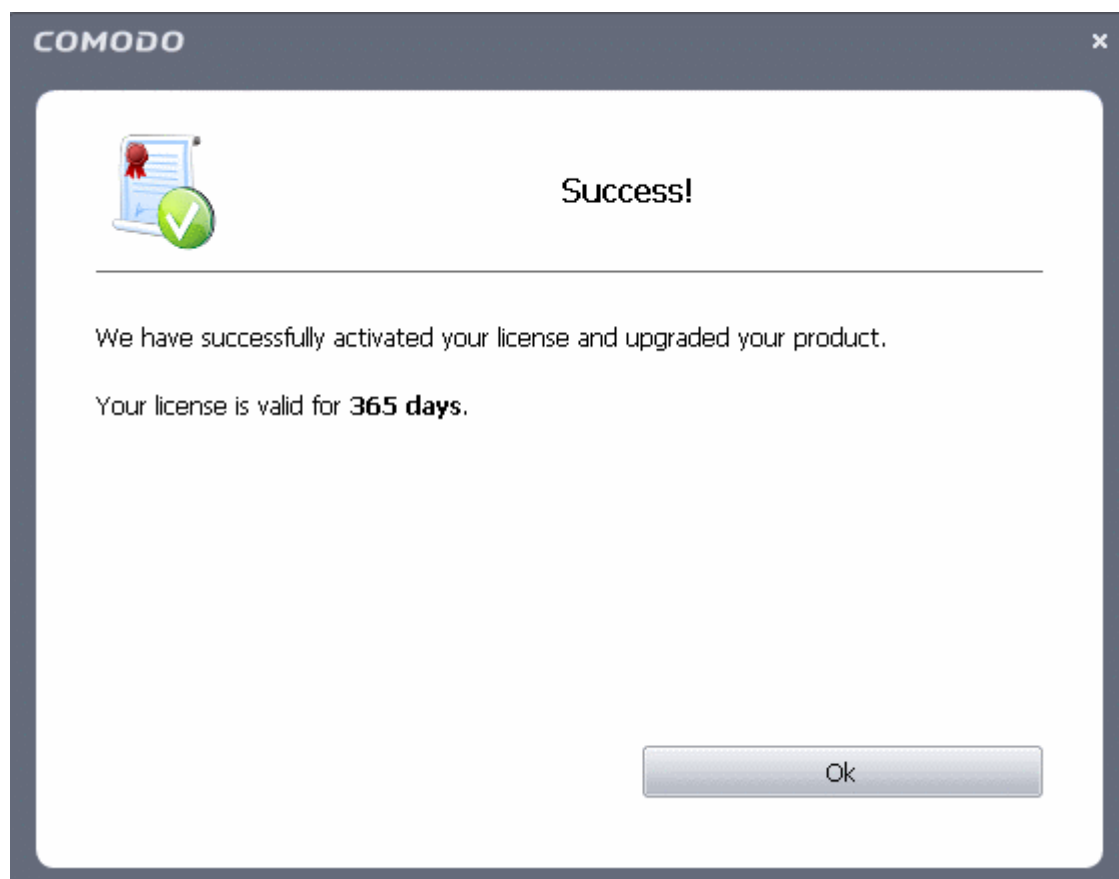 COMODO
Success!
We have successfully activated your license and upgraded your product.
Your license is valid for 365 days.
Ok